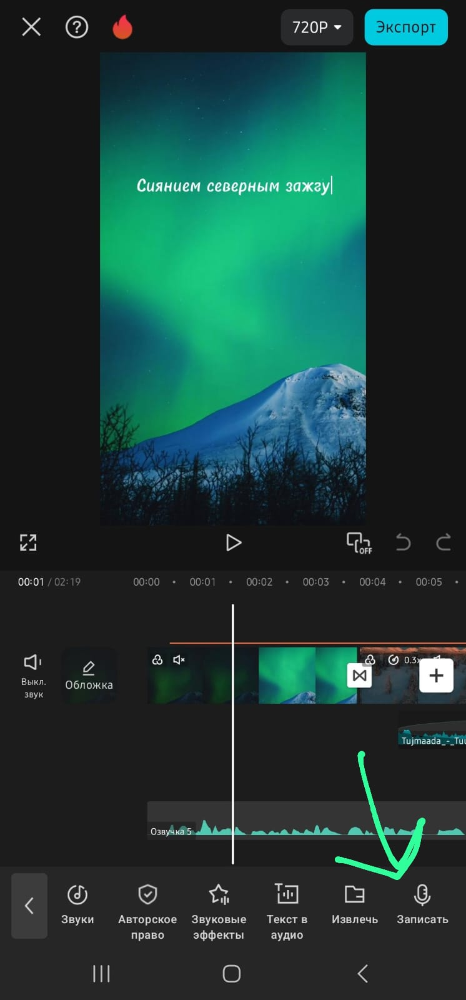 720P
Экспорт
Сиянием северным зажгу
OFF
00:01 / 02:19
00:00
00:01
00:02
00:03
00:04
00:05
0.3x
Выкл.
звук
Обложка
Tujmaada_-_Tuu
Озвучка 5
Звуки
Авторское
право
Звуковые
эффекты
Текст в
аудио
Извлечь
Записать